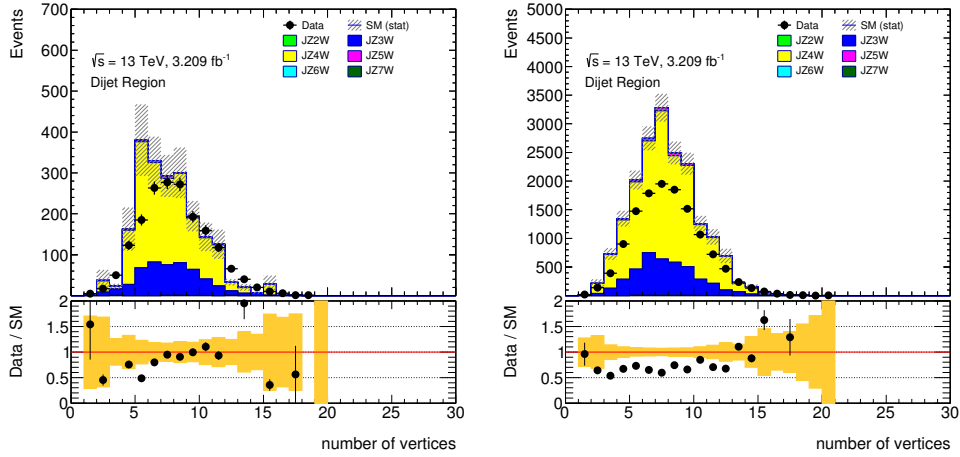 Events
700
600
500
400
300
200
100
Data
SM (stat)
JZ2W
JZ3W
JZ4W
JZ5W
JZ6W
JZ7W
√s = 13 TeV, 3.209 fb⁻¹
Dijet Region
Data / SM
2
1.5
1
0.5
0
0
5
10
15
20
25
30
number of vertices
Events
5000
4500
4000
3500
3000
2500
2000
1500
1000
500
Data
SM (stat)
JZ2W
JZ3W
JZ4W
JZ5W
JZ6W
JZ7W
√s = 13 TeV, 3.209 fb⁻¹
Dijet Region
Data / SM
2
1.5
1
0.5
0
0
5
10
15
20
25
30
number of vertices